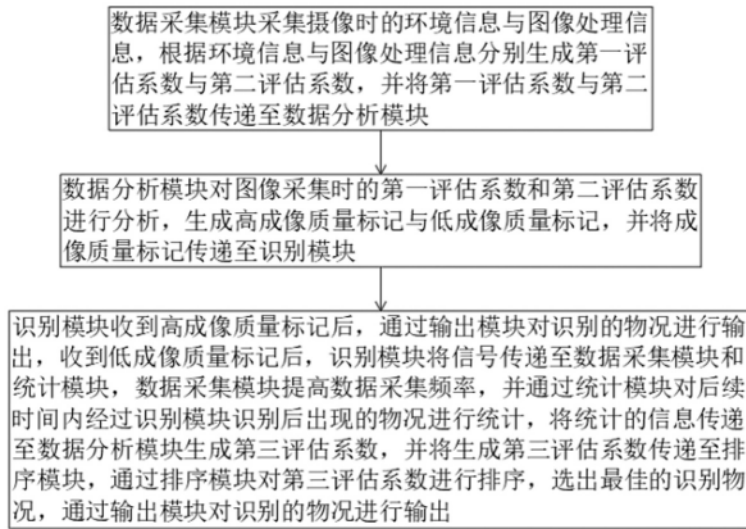 数据采集模块采集摄像时的环境信息与图像处理信
息，根据环境信息与图像处理信息分别生成第一评
估系数与第二评估系数，并将第一评估系数与第二
评估系数传递至数据分析模块
数据分析模块对图像采集时的第一评估系数和第二评估系数
进行分析，生成高成像质量标记与低成像质量标记，并将成
像质量标记传递至识别模块
识别模块收到高成像质量标记后，通过输出模块对识别的物况进行输
出，收到低成像质量标记后，识别模块将信号传递至数据采集模块和
统计模块，数据采集模块提高数据采集频率，并通过统计模块对后续
时间内经过识别模块识别后出现的物况进行统计，将统计的信息传递
至数据分析模块生成第三评估系数，并将生成第三评估系数传递至排
序模块，通过排序模块对第三评估系数进行排序，选出最佳的识别物
况，通过输出模块对识别的物况进行输出